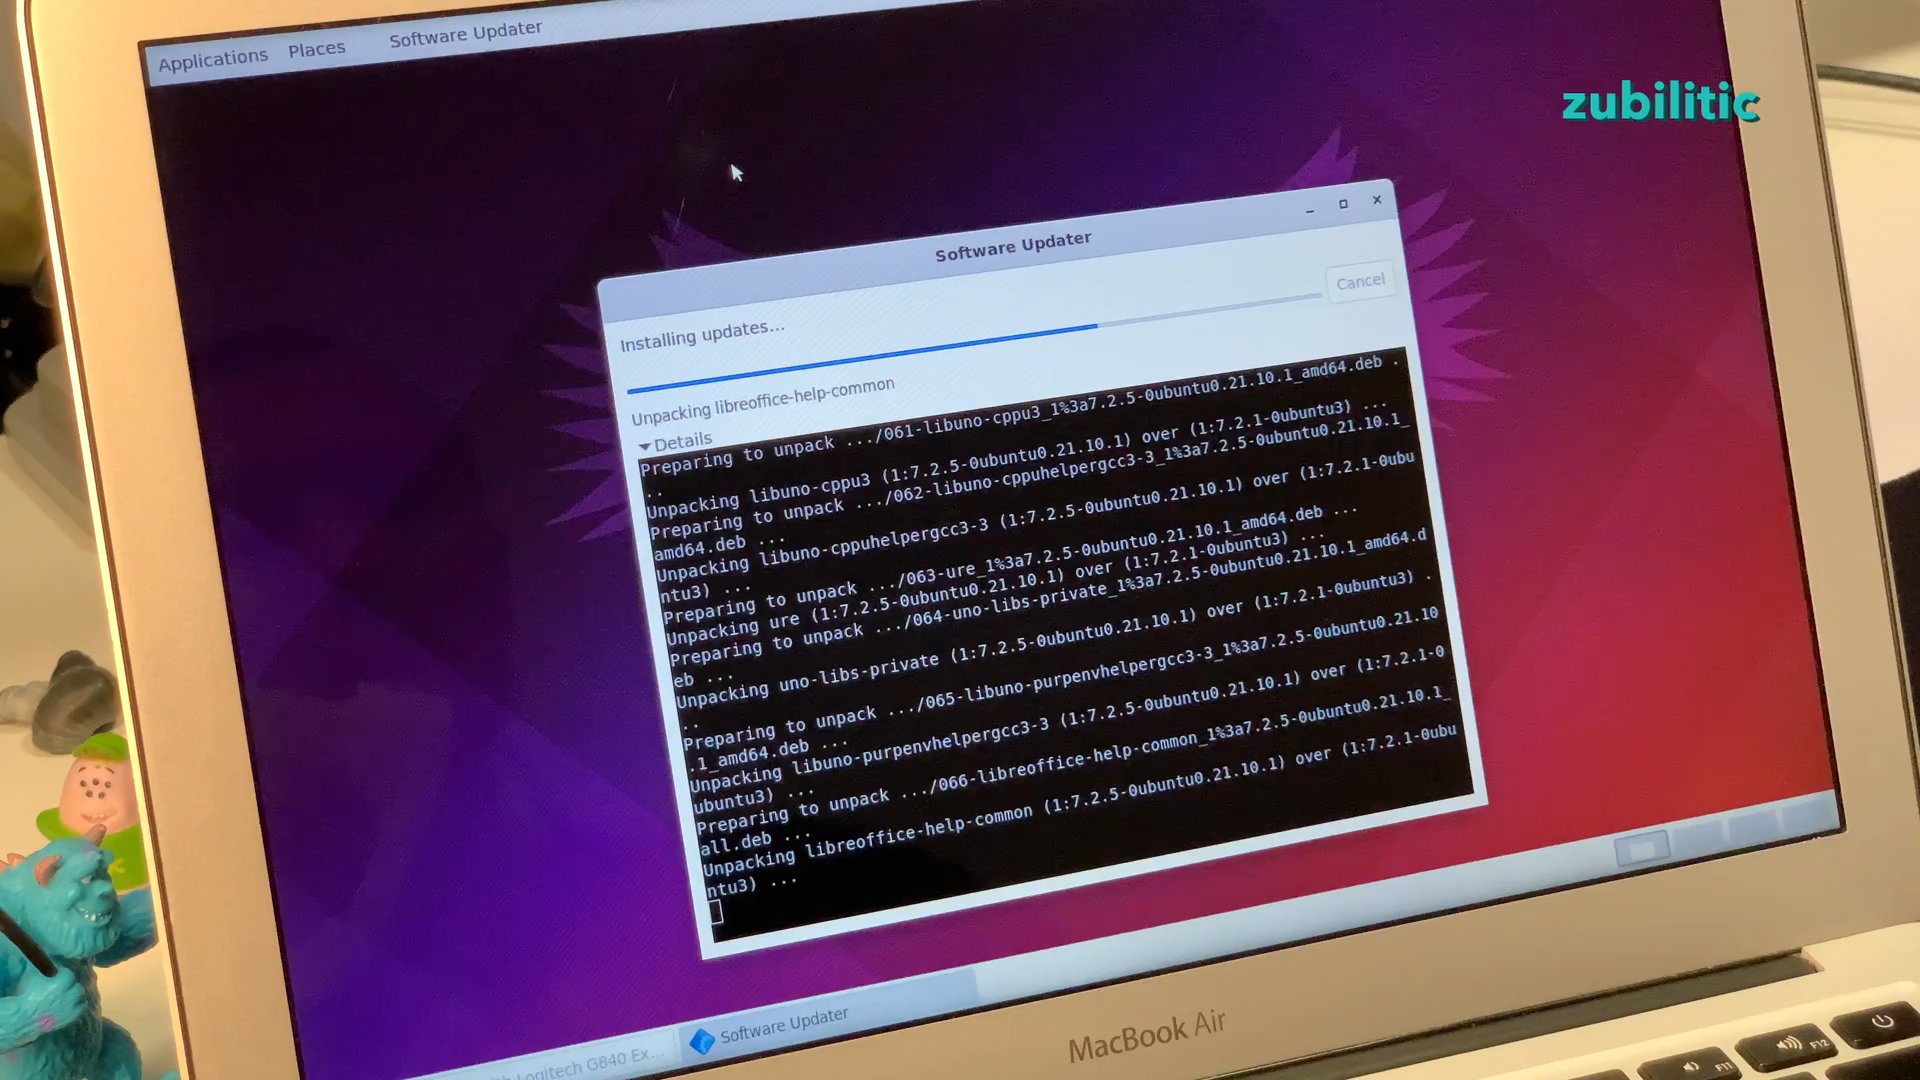 Applications Places Software Updater
zubilitic
Software Updater
Installing updates...
Cancel
Unpacking libreoffice-help-common
Details
Preparing to unpack .../061-libuno-cppu3_1%3a7.2.5-0ubuntu0.21.10.1_amd64.deb .
..
Unpacking libuno-cppu3 (1:7.2.5-0ubuntu0.21.10.1) over (1:7.2.1-0ubuntu3) ...
Preparing to unpack .../062-libuno-cppuhelpergcc3-3_1%3a7.2.5-0ubuntu0.21.10.1_
amd64.deb ...
Unpacking libuno-cppuhelpergcc3-3 (1:7.2.5-0ubuntu0.21.10.1) over (1:7.2.1-0ubu
ntu3) ...
Preparing to unpack .../063-ure_1%3a7.2.5-0ubuntu0.21.10.1_amd64.deb ...
Unpacking ure (1:7.2.5-0ubuntu0.21.10.1) over (1:7.2.1-0ubuntu3) ...
Preparing to unpack .../064-uno-libs-private_1%3a7.2.5-0ubuntu0.21.10.1_amd64.d
eb ...
Unpacking uno-libs-private (1:7.2.5-0ubuntu0.21.10.1) over (1:7.2.1-0ubuntu3) .
..
Preparing to unpack .../065-libuno-purpenvhelpergcc3-3_1%3a7.2.5-0ubuntu0.21.10
.1_amd64.deb ...
Unpacking libuno-purpenvhelpergcc3-3 (1:7.2.5-0ubuntu0.21.10.1) over (1:7.2.1-0
ubuntu3) ...
Preparing to unpack .../066-libreoffice-help-common_1%3a7.2.5-0ubuntu0.21.10.1_
all.deb ...
Unpacking libreoffice-help-common (1:7.2.5-0ubuntu0.21.10.1) over (1:7.2.1-0ubu
ntu3) ...
Logitech G840 Ex...
Software Updater
MacBook Air
F11
F12